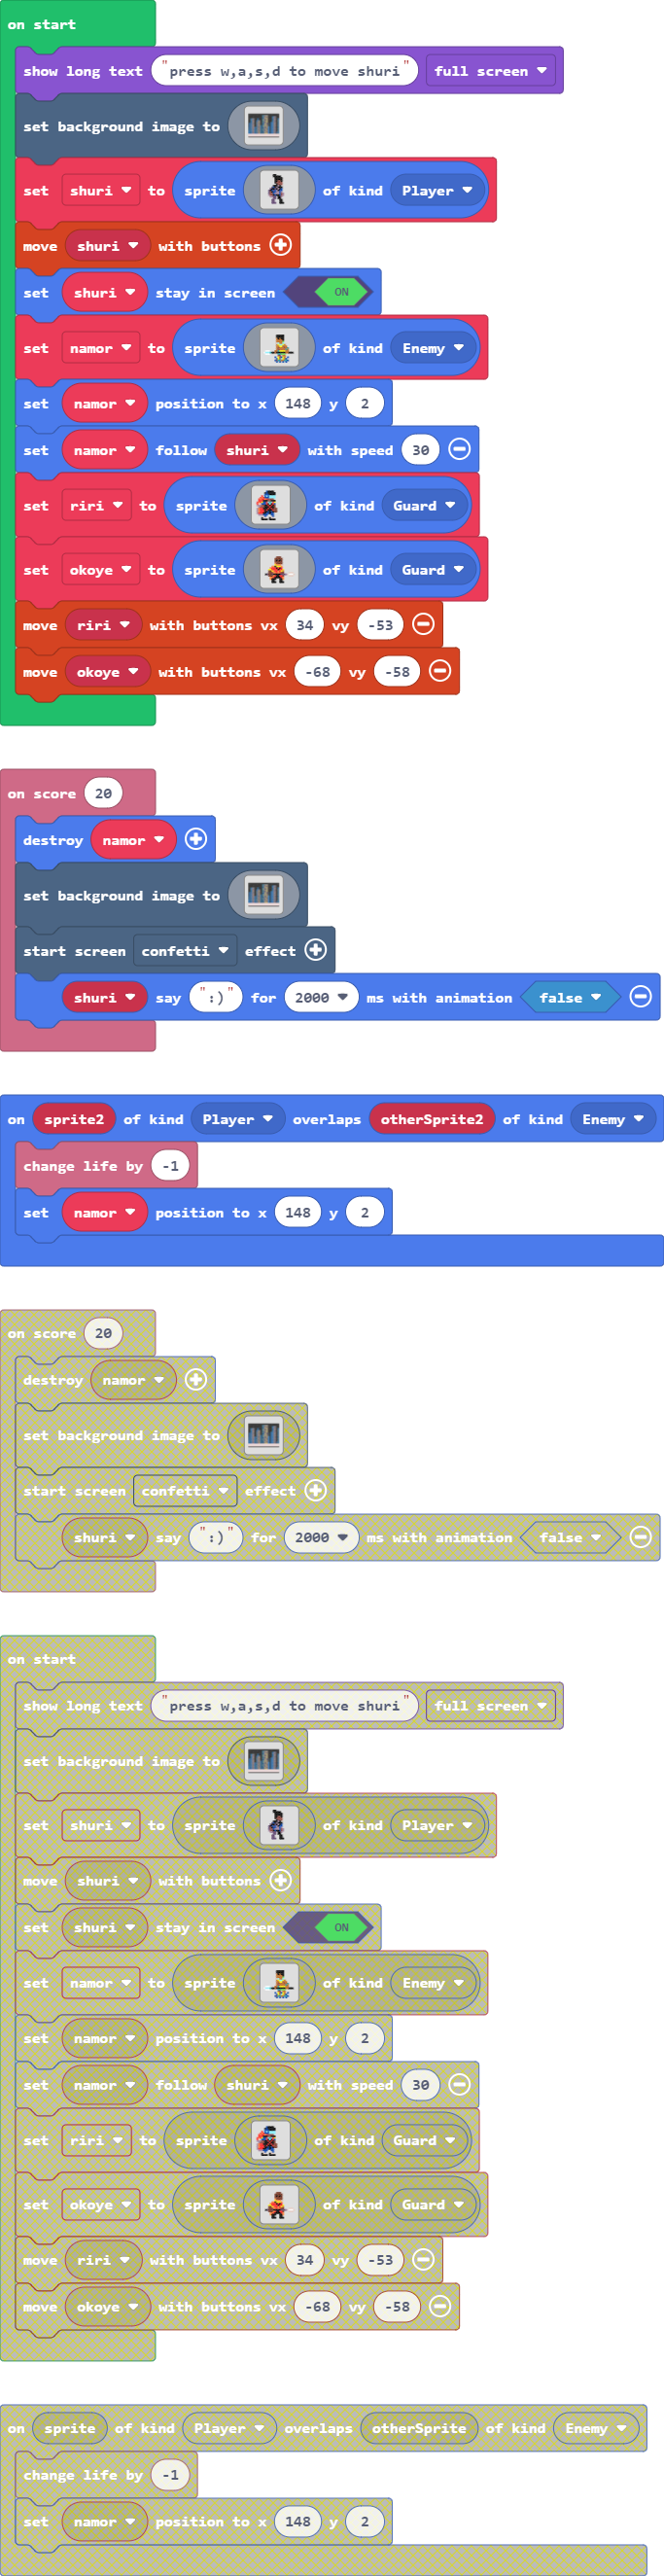 on start
show long text "press w,a,s,d to move shuri" full screen
set background image to
set shuri to sprite of kind Player
move shuri with buttons
set shuri stay in screen ON
set namor to sprite of kind Enemy
set namor position to x 148 y 2
set namor follow shuri with speed 30
set riri to sprite of kind Guard
set okoye to sprite of kind Guard
move riri with buttons vx 34 vy -53
move okoye with buttons vx -68 vy -58
on score 20
destroy namor
set background image to
start screen confetti effect
shuri say ":)" for 2000 ms with animation false
on sprite2 of kind Player overlaps otherSprite2 of kind Enemy
change life by -1
set namor position to x 148 y 2
on score 20
destroy namor
set background image to
start screen confetti effect
shuri say ":)" for 2000 ms with animation false
on start
show long text "press w,a,s,d to move shuri" full screen
set background image to
set shuri to sprite of kind Player
move shuri with buttons
set shuri stay in screen ON
set namor to sprite of kind Enemy
set namor position to x 148 y 2
set namor follow shuri with speed 30
set riri to sprite of kind Guard
set okoye to sprite of kind Guard
move riri with buttons vx 34 vy -53
move okoye with buttons vx -68 vy -58
on sprite of kind Player overlaps otherSprite of kind Enemy
change life by -1
set namor position to x 148 y 2